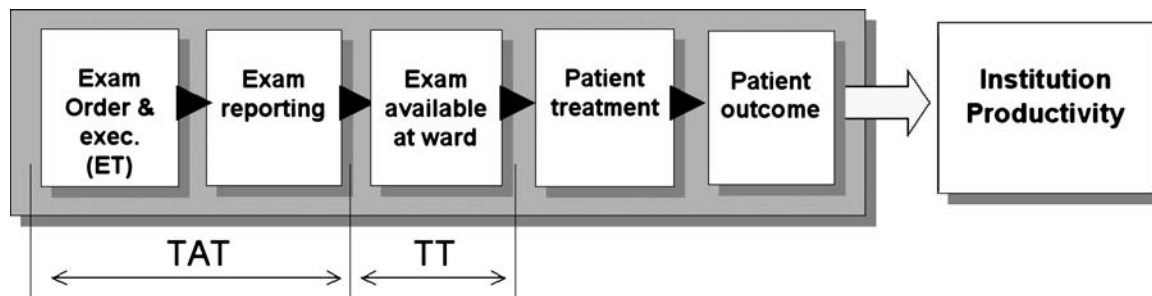 Exam
Order &
exec.
(ET)
Exam
reporting
Exam
available
at ward
Patient
treatment
Patient
outcome
Institution
Productivity
TAT
TT